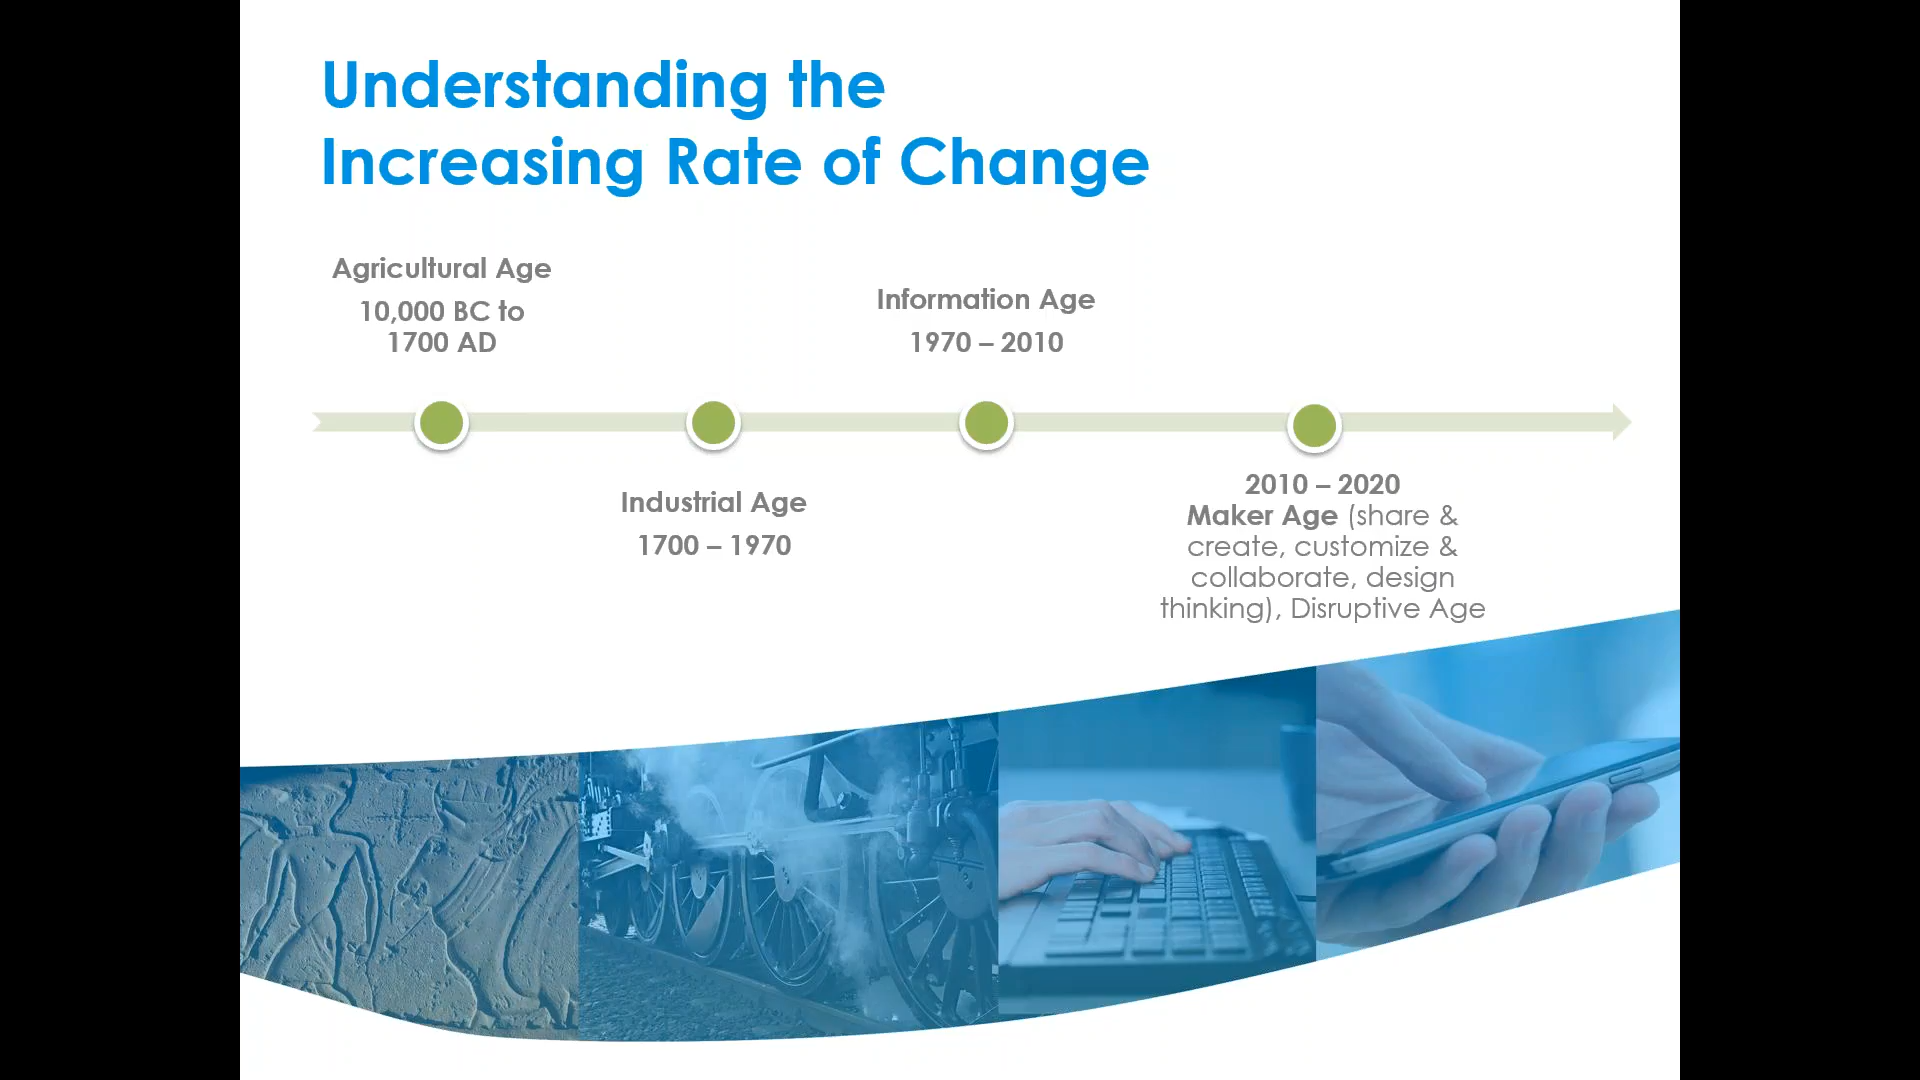 Understanding the
Increasing Rate of Change
Agricultural Age
10,000 BC to
1700 AD
Industrial Age
1700 – 1970
Information Age
1970 – 2010
2010 – 2020
Maker Age (share &
create, customize &
collaborate, design
thinking), Disruptive Age